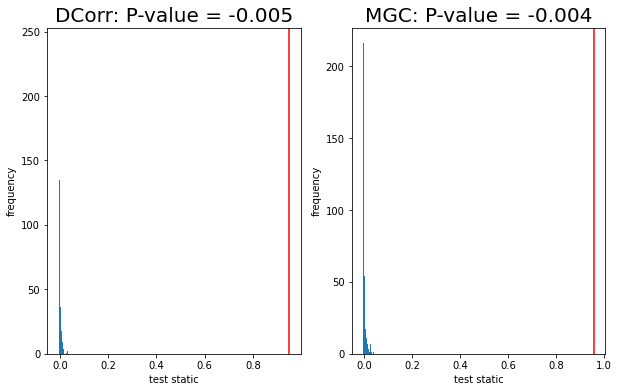 DCorr: P-value = -0.005
250
200
150
100
50
0
frequency
0.0 0.2 0.4 0.6 0.8
test static
MGC: P-value = -0.004
200
150
100
50
0
frequency
0.0 0.2 0.4 0.6 0.8 1.0
test static